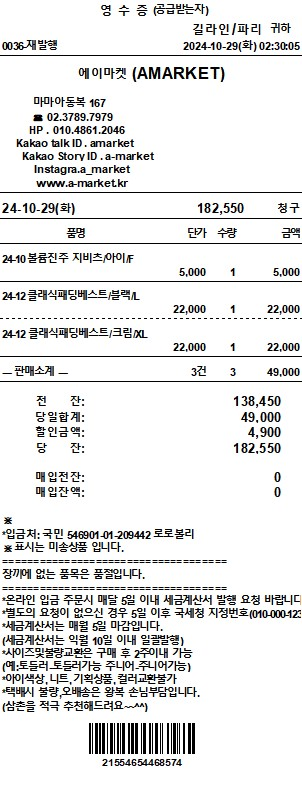 영 수 증 (공급받는자)
길라인/파리 귀하
0036-재발행 2024-10-29(화) 02:30:05
에이마켓 (AMARKET)
마마아동복 167
☎ 02.3789.7979
HP . 010.4861.2046
Kakao talk ID . amarket
Kakao Story ID . a-market
Instagra.a_market
www.a-market.kr
24-10-29(화) 182,550 청구
품명 단가 수량 금액
24-10 볼륨진주 지비츠/아이/F
5,000 1 5,000
24-12 클래식패딩베스트/블랙/L
22,000 1 22,000
24-12 클래식패딩베스트/크림/XL
22,000 1 22,000
— 판매소계 — 3건 3 49,000
전 잔: 138,450
당일합계: 49,000
할인금액: 4,900
당 잔: 182,550
매입전잔: 0
매입잔액: 0
※
*입금처: 국민 546901-01-209442 로로볼리
※ 표시는 미송상품 입니다.
====================================
장끼에 없는 품목은 품절입니다.
====================================
*온라인 입금 주문시 매달 5일 이내 세금계산서 발행 요청 바랍니다
*별도의 요청이 없으신 경우 5일 이후 국세청 지정번호(010-000-123
*세금계산서는 매월 5일 마감입니다.
(세금계산서는 익월 10일 이내 일괄발행)
*사이즈및불량교환은 구매 후 2주이내 가능
(예:토들러-토들러가능 주니어-주니어가능)
*아이색상, 니트, 기획상품, 컬러교환불가
*택배시 불량,오배송은 왕복 손님부담입니다.
(삼촌을 적극 추천해드려요~~^^)
21554654468574